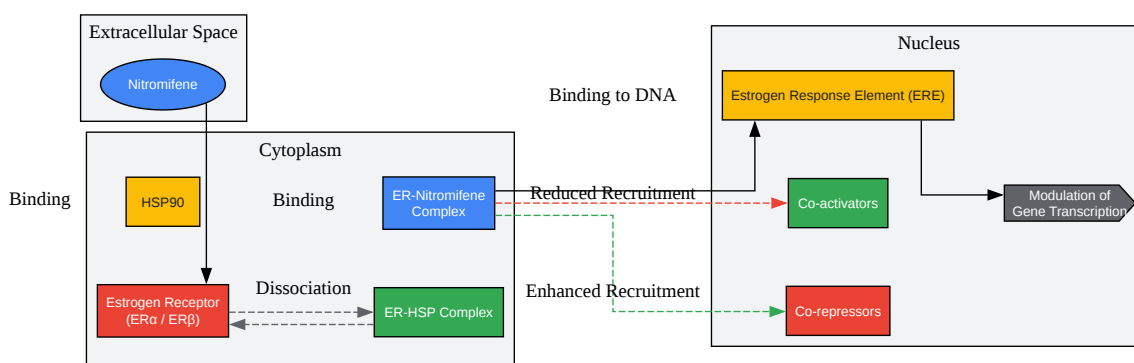 Extracellular Space
Nitromifene
Binding
Cytoplasm
HSP90
Binding
ER-Nitromifene
Complex
Estrogen Receptor
(ERα / ERβ)
Dissociation
ER-HSP Complex
Binding to DNA
Reduced Recruitment
Enhanced Recruitment
Nucleus
Estrogen Response Element (ERE)
Co-activators
Modulation of
Gene Transcription
Co-repressors